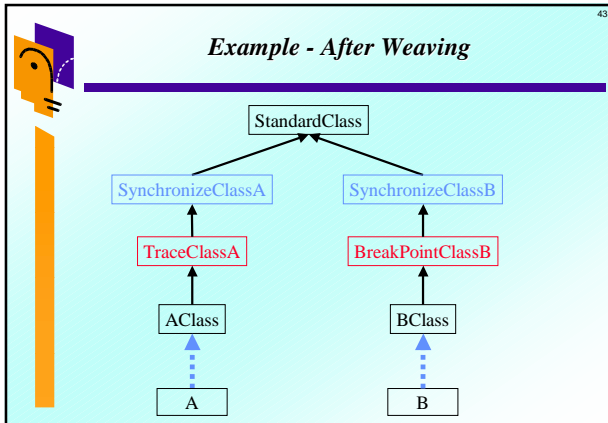 43
Example - After Weaving
StandardClass
SynchronizeClassA
SynchronizeClassB
TraceClassA
BreakPointClassB
AClass
BClass
A
B